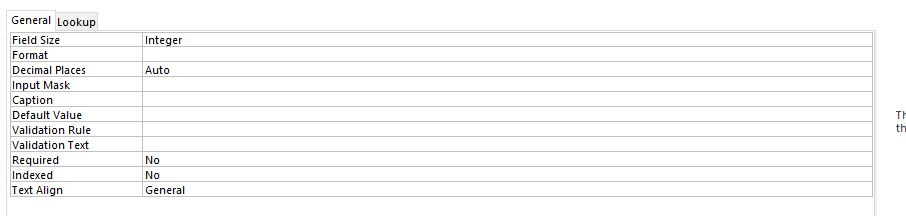 General Lookup
Field Size Integer
Format
Decimal Places Auto
Input Mask
Caption
Default Value
Validation Rule
Validation Text
Required No
Indexed No
Text Align General
Th
th